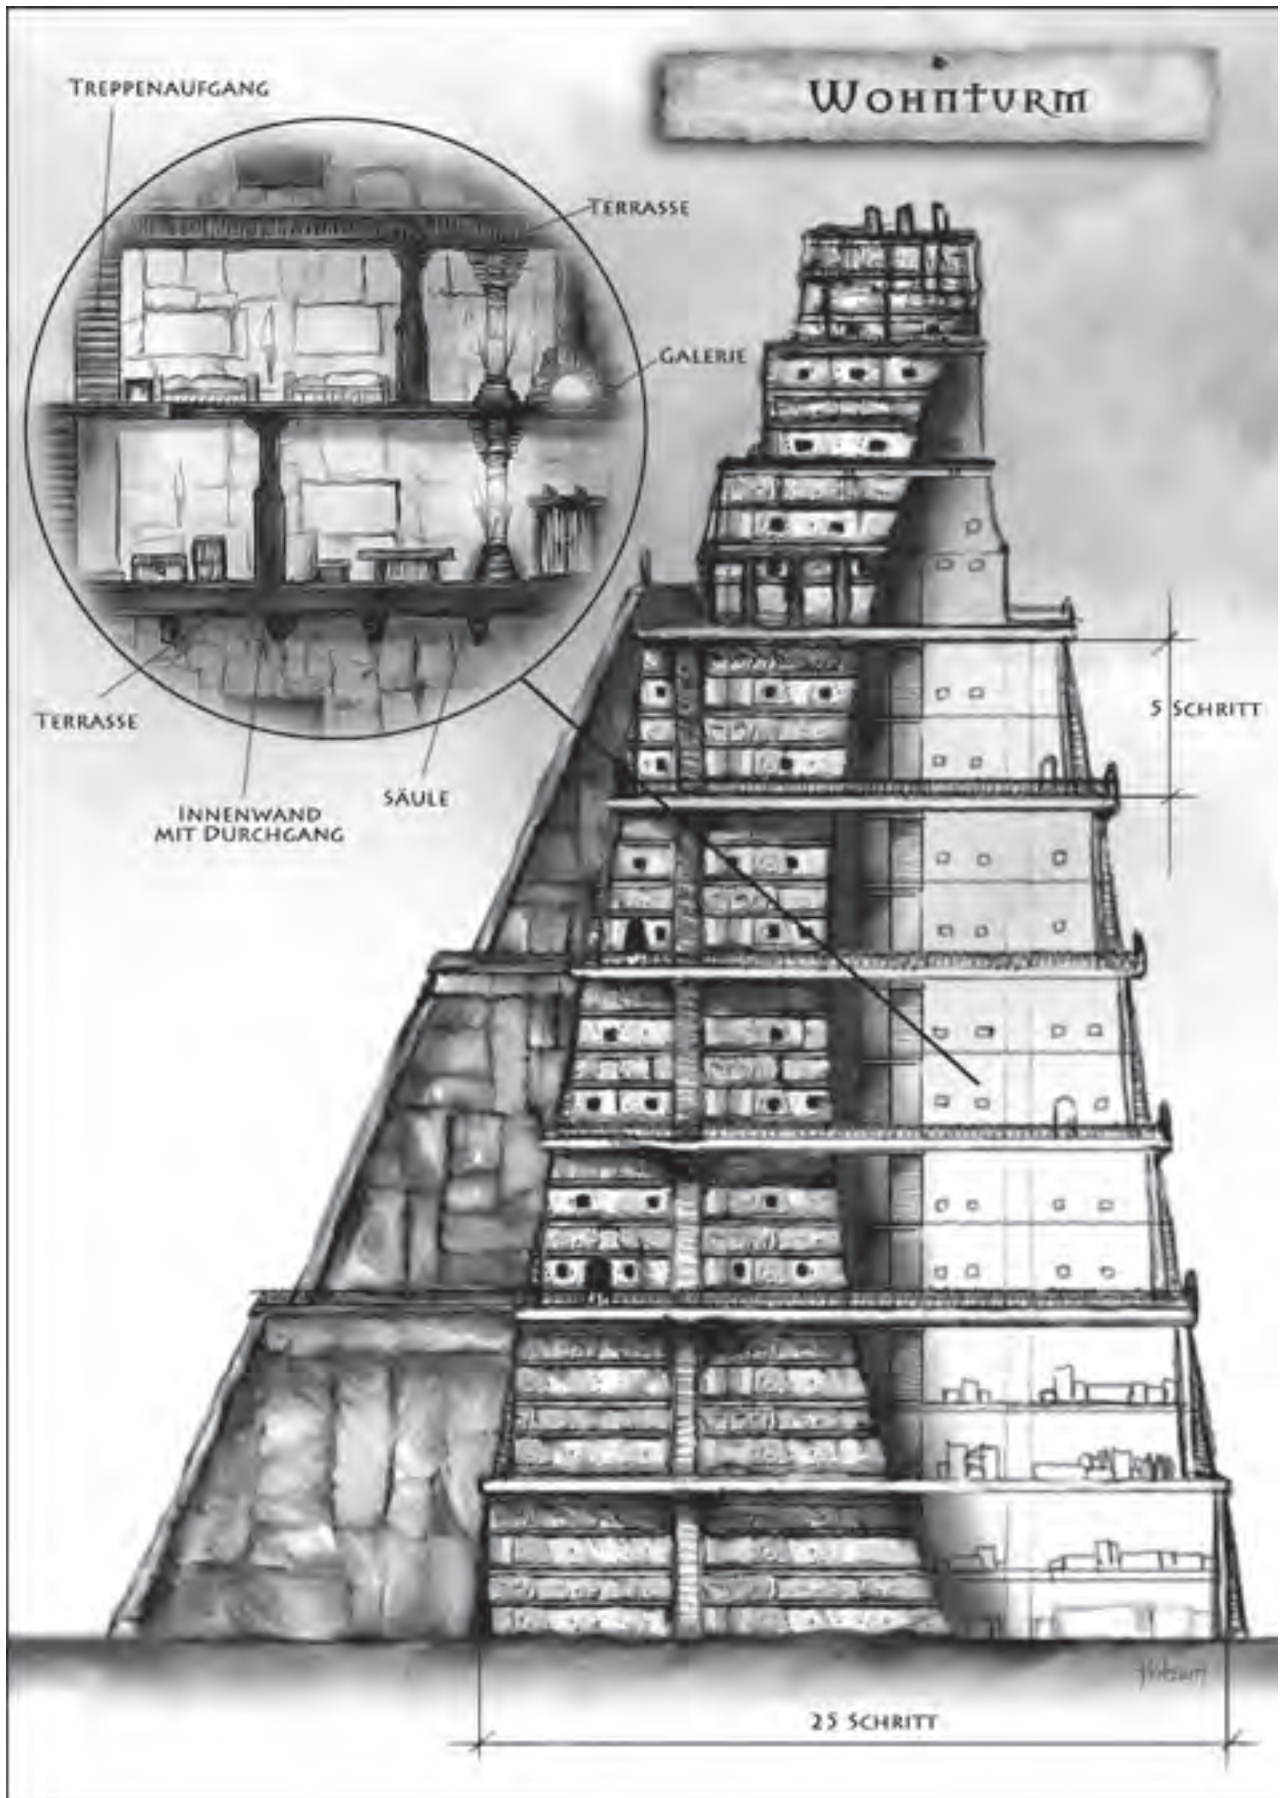 Wohnturm
Treppenaufgang
Terrasse
Galerie
5 Schritt
Terrasse
Säule
Innenwand
mit Durchgang
25 Schritt